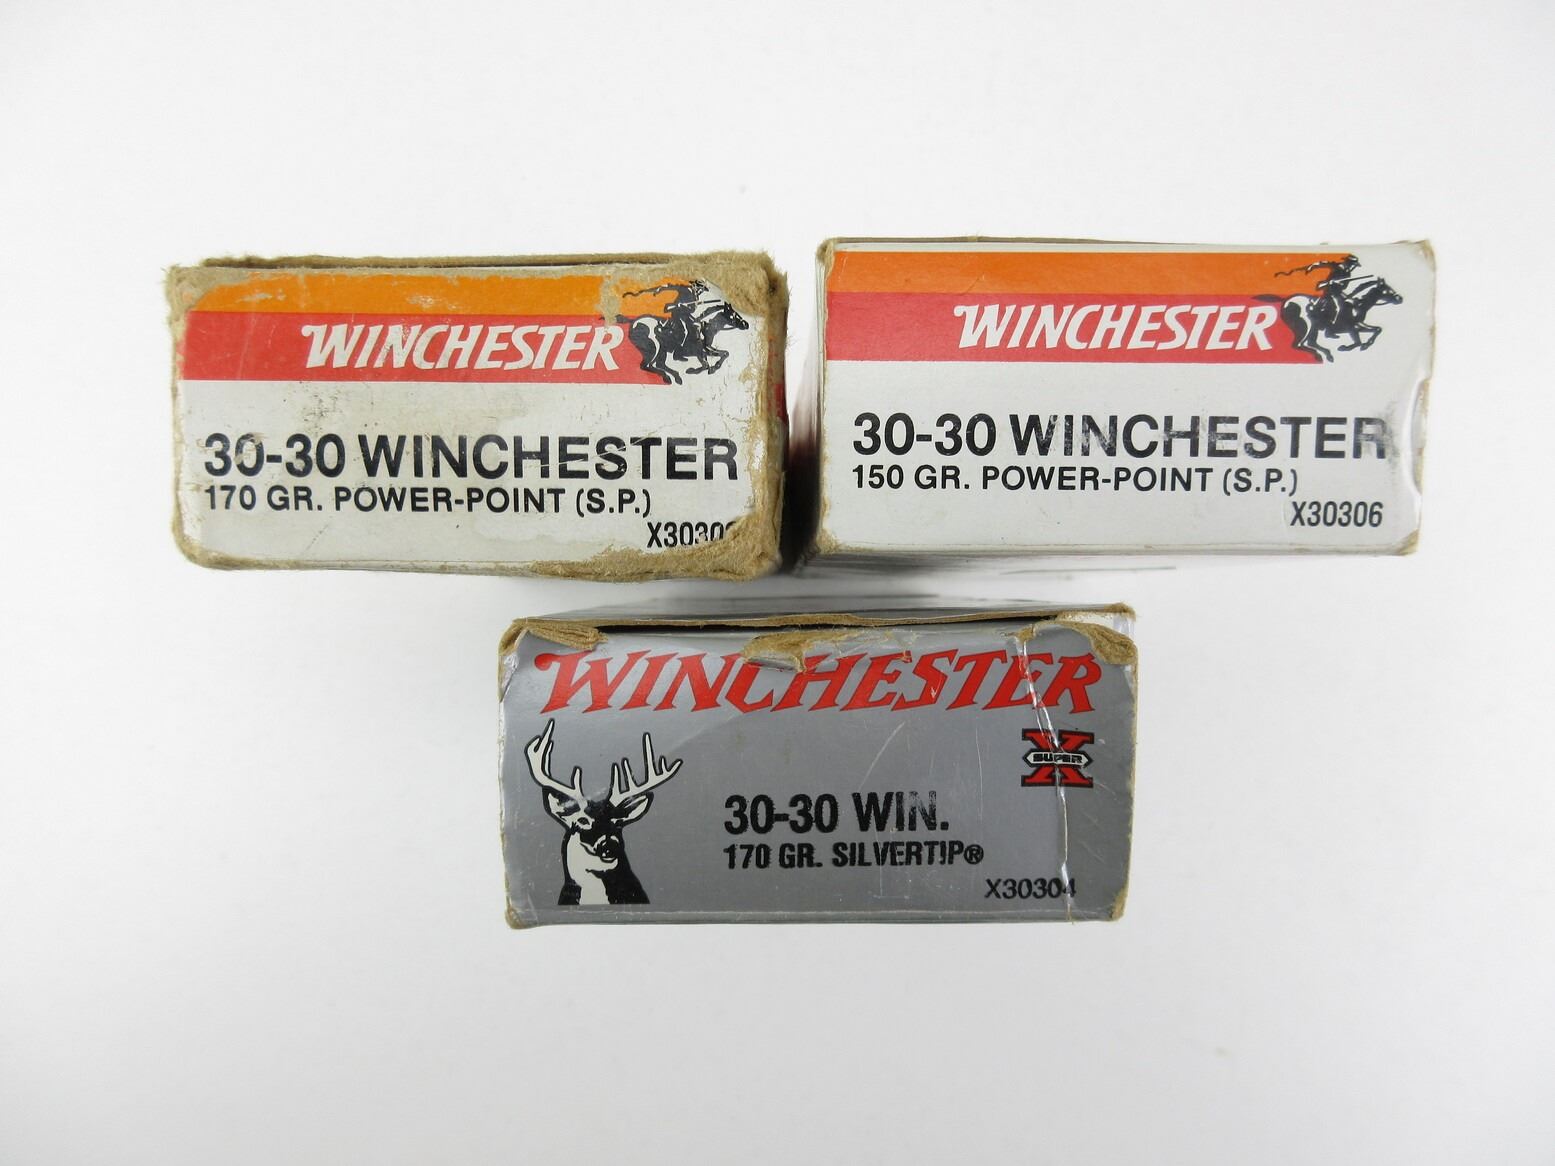 WINCHESTER
30-30 WINCHESTER
170 GR. POWER-POINT (S.P.)
WINCHESTER
30-30 WINCHESTER
150 GR. POWER-POINT (S.P.)
X30306
WINCHESTER
SUPER X
30-30 WIN.
170 GR. SILVERTIP®
X30304